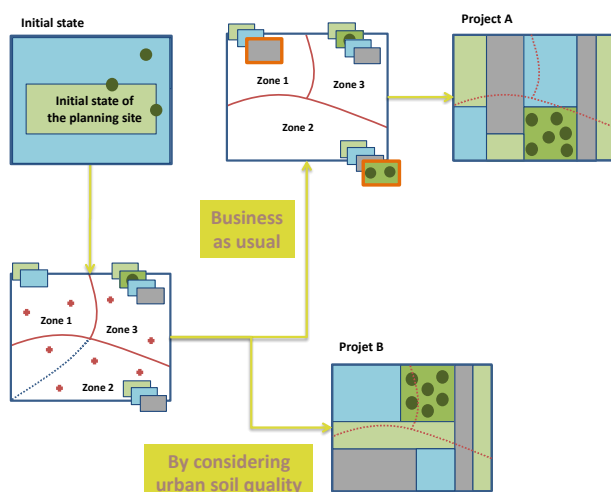 Initial state
Initial state of
the planning site
Zone 1
Zone 3
Zone 2
Project A
Business
as usual
Zone 1
Zone 3
Zone 2
Projet B
By considering
urban soil quality